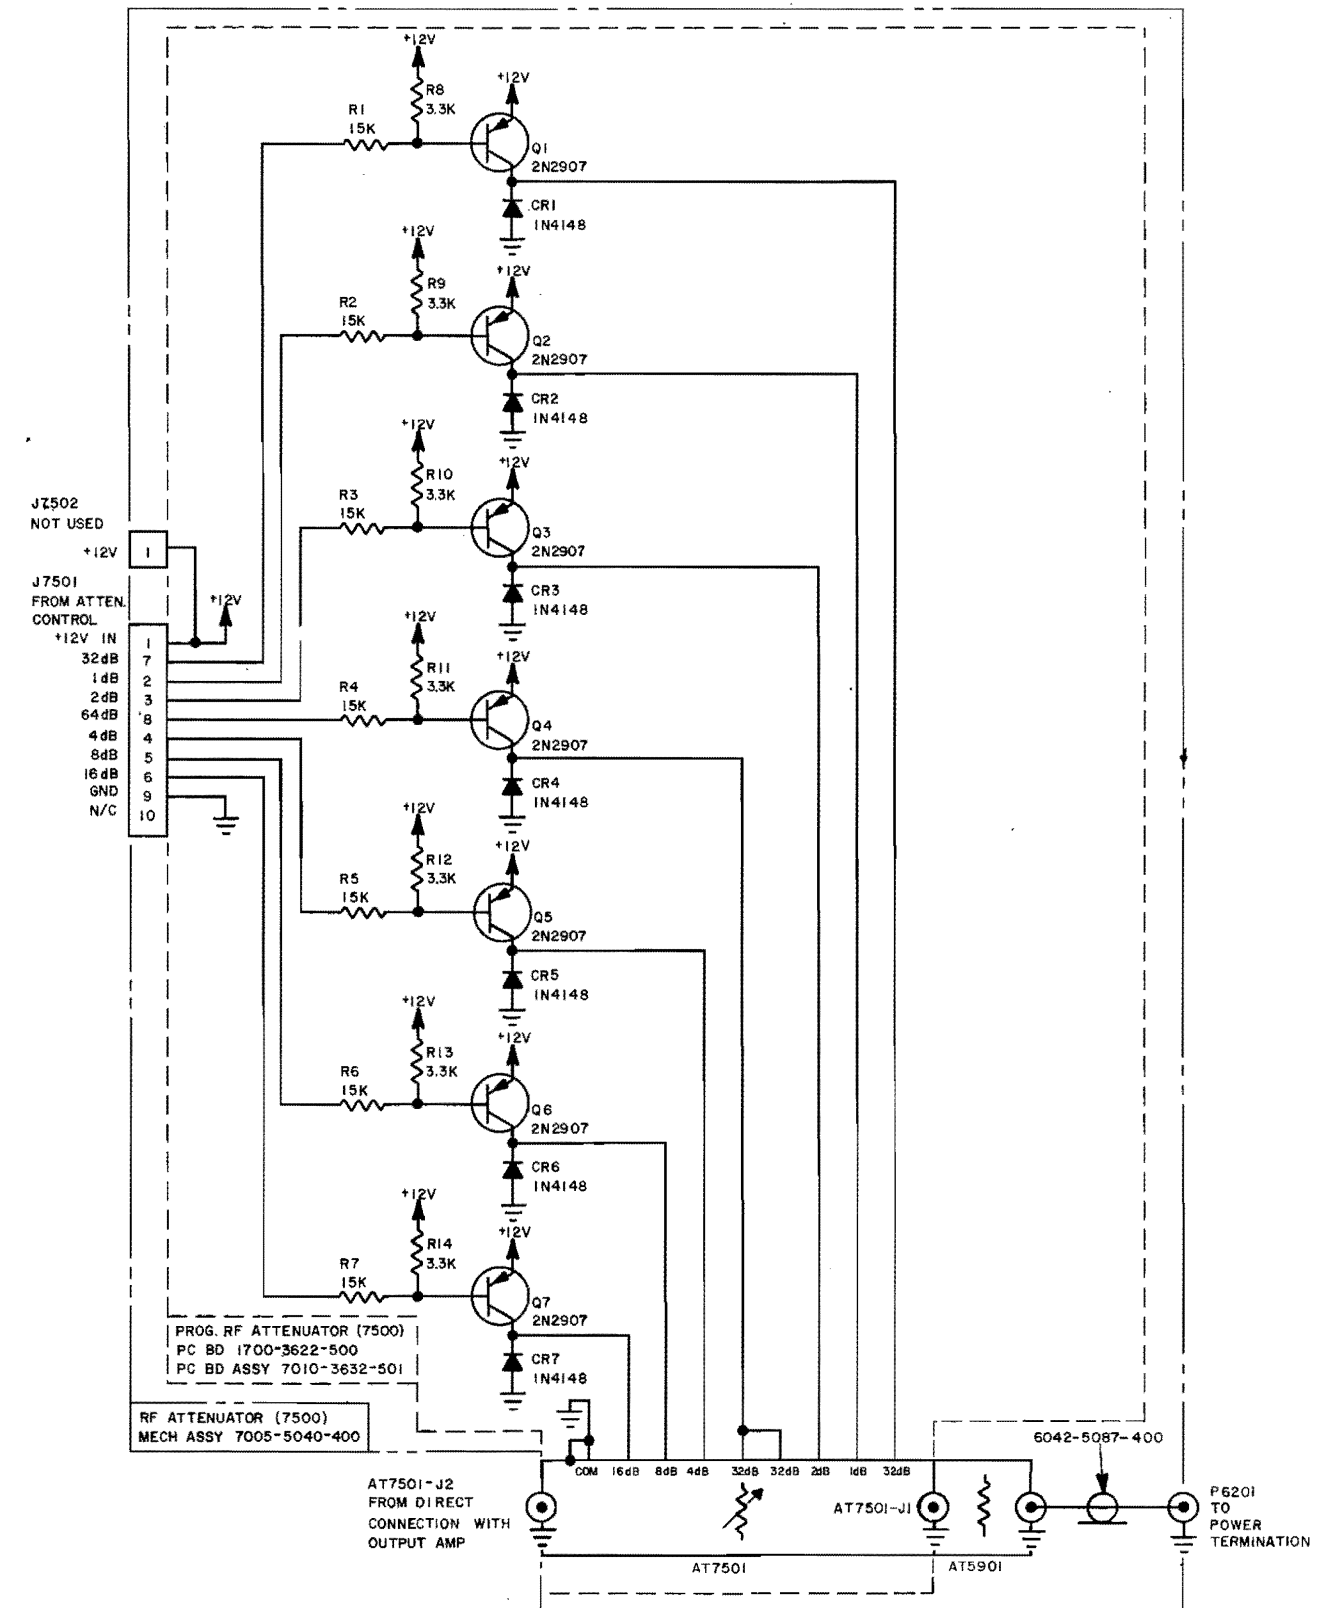 +12V
R8
3.3K
+12V
R1
15K
Q1
2N2907
CR1
1N4148
+12V
R9
3.3K
+12V
R2
15K
Q2
2N2907
CR2
1N4148
+12V
R10
3.3K
+12V
R3
15K
Q3
2N2907
CR3
1N4148
J7502
NOT USED
+12V 1
J7501
FROM ATTEN.
CONTROL
+12V
+12V IN 1
32dB 7
1dB 2
2dB 3
64dB 8
4dB 4
8dB 5
16dB 6
GND 9
N/C 10
+12V
R11
3.3K
+12V
R4
15K
Q4
2N2907
CR4
1N4148
+12V
R12
3.3K
+12V
R5
15K
Q5
2N2907
CR5
1N4148
+12V
R13
3.3K
+12V
R6
15K
Q6
2N2907
CR6
1N4148
+12V
R14
3.3K
+12V
R7
15K
Q7
2N2907
CR7
1N4148
PROG. RF ATTENUATOR (7500)
PC BD 1700-3622-500
PC BD ASSY 7010-3632-501
RF ATTENUATOR (7500)
MECH ASSY 7005-5040-400
6042-5087-400
COM 16dB 8dB 4dB 32dB 32dB 2dB 1dB 32dB
AT7501-J2
FROM DIRECT
CONNECTION WITH
OUTPUT AMP
AT7501-J1
P6201
TO
POWER
TERMINATION
AT7501
AT5901